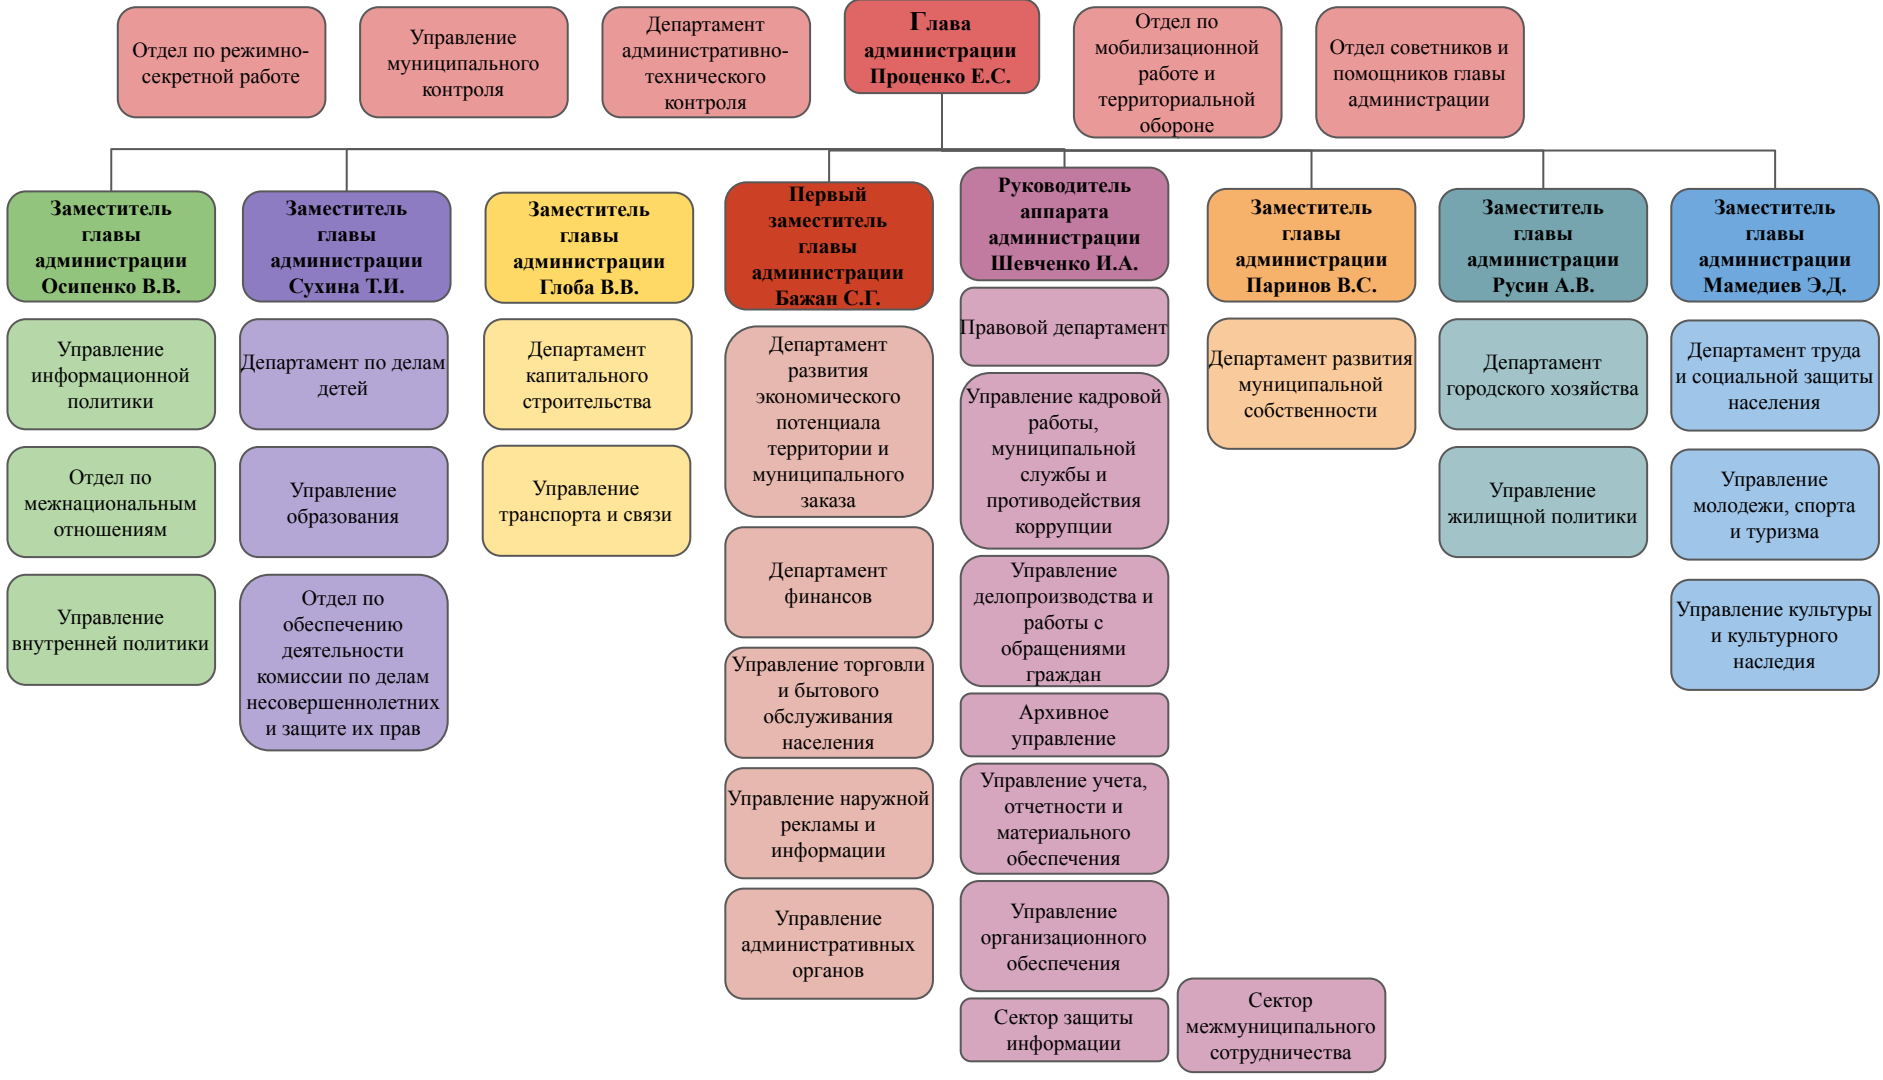 Отдел по режимно-
секретной работе
Управление
муниципального
контроля
Департамент
административно-
технического
контроля
Глава
администрации
Проценко Е.С.
Отдел по
мобилизационной
работе и
территориальной
обороне
Отдел советников и
помощников главы
администрации
Заместитель
главы
администрации
Осипенко В.В.
Управление
информационной
политики
Отдел по
межнациональным
отношениям
Управление
внутренней политики
Заместитель
главы
администрации
Сухина Т.И.
Департамент по делам
детей
Управление
образования
Отдел по
обеспечению
деятельности
комиссии по делам
несовершеннолетних
и защите их прав
Заместитель
главы
администрации
Глоба В.В.
Департамент
капитального
строительства
Управление
транспорта и связи
Первый
заместитель
главы
администрации
Бажан С.Г.
Департамент
развития
экономического
потенциала
территории и
муниципального
заказа
Департамент
финансов
Управление торговли
и бытового
обслуживания
населения
Управление наружной
рекламы и
информации
Управление
административных
органов
Руководитель
аппарата
администрации
Шевченко И.А.
Правовой департамент
Управление кадровой
работы,
муниципальной
службы и
противодействия
коррупции
Управление
делопроизводства и
работы с
обращениями
граждан
Архивное
управление
Управление учета,
отчетности и
материального
обеспечения
Управление
организационного
обеспечения
Сектор защиты
информации
Сектор
межмуниципального
сотрудничества
Заместитель
главы
администрации
Паринов В.С.
Департамент развития
муниципальной
собственности
Заместитель
главы
администрации
Русин А.В.
Департамент
городского хозяйства
Управление
жилищной политики
Заместитель
главы
администрации
Мамедиев Э.Д.
Департамент труда
и социальной защиты
населения
Управление
молодежи, спорта
и туризма
Управление культуры
и культурного
наследия